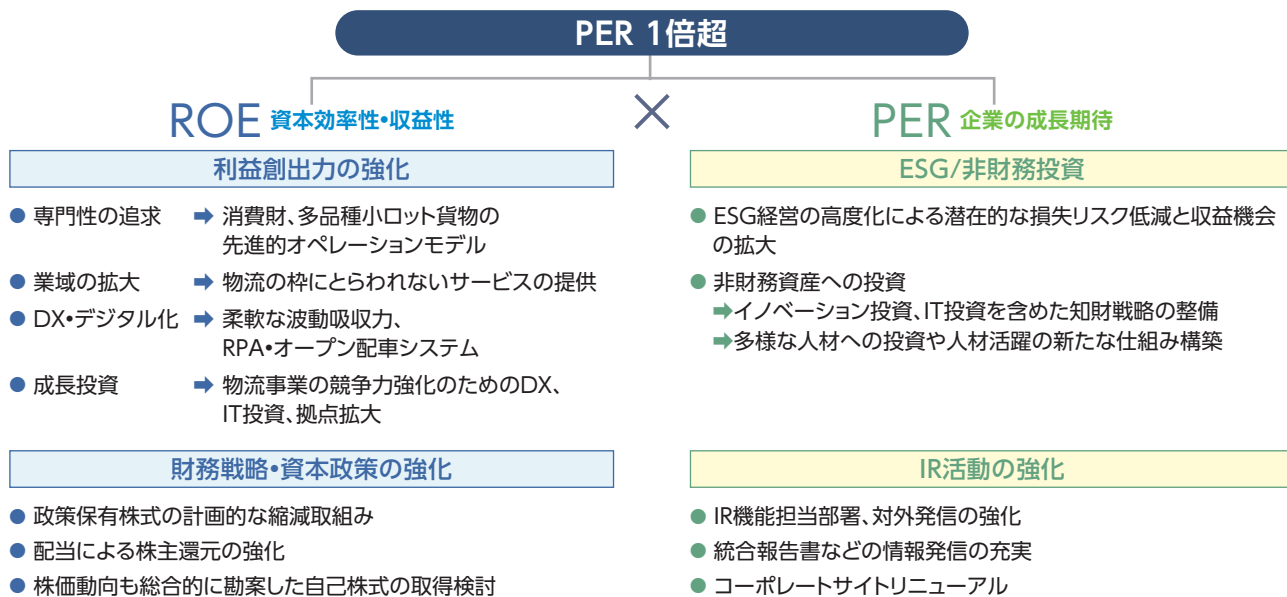 PER 1倍超
ROE 資本効率性・収益性
×
PER 企業の成長期待
利益創出力の強化
● 専門性の追求 ➡ 消費財、多品種小ロット貨物の
先進的オペレーションモデル
● 業域の拡大 ➡ 物流の枠にとらわれないサービスの提供
● DX・デジタル化 ➡ 柔軟な波動吸収力、
RPA・オープン配車システム
● 成長投資 ➡ 物流事業の競争力強化のためのDX、
IT投資、拠点拡大
財務戦略・資本政策の強化
● 政策保有株式の計画的な縮減取組み
● 配当による株主還元の強化
● 株価動向も総合的に勘案した自己株式の取得検討
ESG/非財務投資
● ESG経営の高度化による潜在的な損失リスク低減と収益機会
の拡大
● 非財務資産への投資
➡イノベーション投資、IT投資を含めた知財戦略の整備
➡多様な人材への投資や人材活躍の新たな仕組み構築
IR活動の強化
● IR機能担当部署、対外発信の強化
● 統合報告書などの情報発信の充実
● コーポレートサイトリニューアル